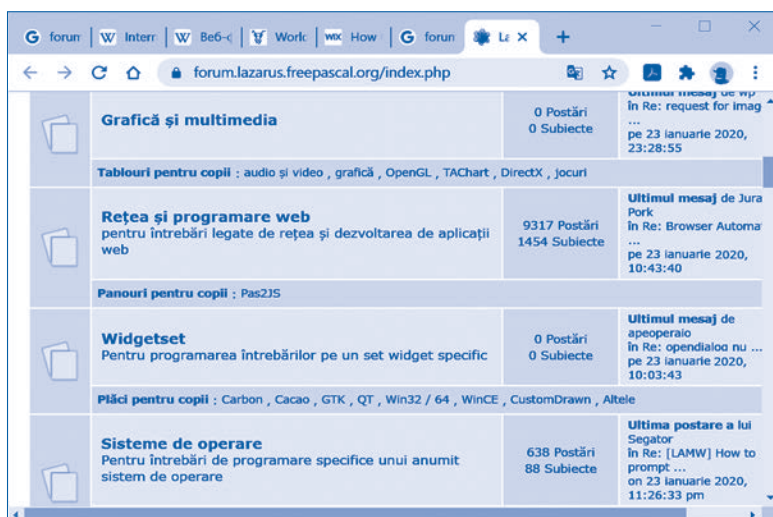 forum
Interr
Веб-с
World
WIX How
forum
La
forum.lazarus.freepascal.org/index.php
Grafică și multimedia
0 Postări
0 Subiecte
Ultimul mesaj de wp
în Re: request for imag
...
pe 23 ianuarie 2020,
23:28:55
Tablouri pentru copii : audio și video , grafică , OpenGL , TAChart , DirectX , jocuri
Rețea și programare web
pentru întrebări legate de rețea și dezvoltarea de aplicații
web
9317 Postări
1454 Subiecte
Ultimul mesaj de Jura
Pork
în Re: Browser Automa
...
pe 23 ianuarie 2020,
10:43:40
Panouri pentru copii : Pas2JS
Widgetset
Pentru programarea întrebărilor pe un set widget specific
0 Postări
0 Subiecte
Ultimul mesaj de
apeoperaio
în Re: opendialog nu ...
pe 23 ianuarie 2020,
10:03:43
Plăci pentru copii : Carbon , Cacao , GTK , QT , Win32 / 64 , WinCE , CustomDrawn , Altele
Sisteme de operare
Pentru întrebări de programare specifice unui anumit
sistem de operare
638 Postări
88 Subiecte
Ultima postare a lui
Segator
în Re: [LAMW] How to
prompt ...
on 23 ianuarie 2020,
11:26:33 pm